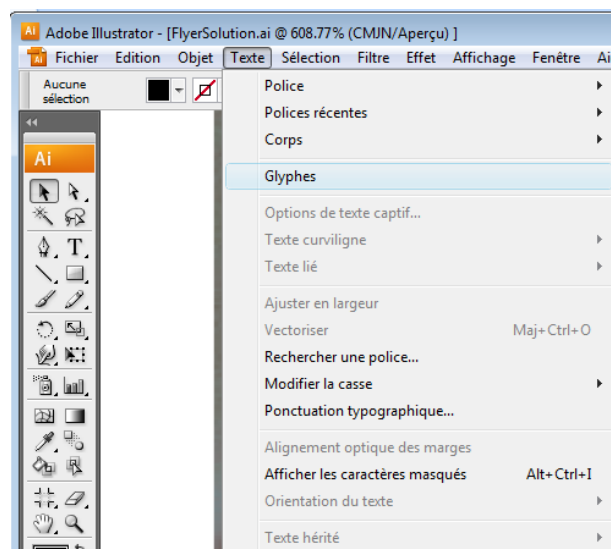 Adobe Illustrator - [FlyerSolution.ai @ 608.77% (CMJN/Aperçu) ]
Fichier Edition Objet Texte Sélection Filtre Effet Affichage Fenêtre Ai
Aucune
sélection
Ai
Police
Polices récentes
Corps
Glyphes
Options de texte captif...
Texte curviligne
Texte lié
Ajuster en largeur
Vectoriser Maj+Ctrl+O
Rechercher une police...
Modifier la casse
Ponctuation typographique...
Alignement optique des marges
Afficher les caractères masqués Alt+Ctrl+I
Orientation du texte
Texte hérité